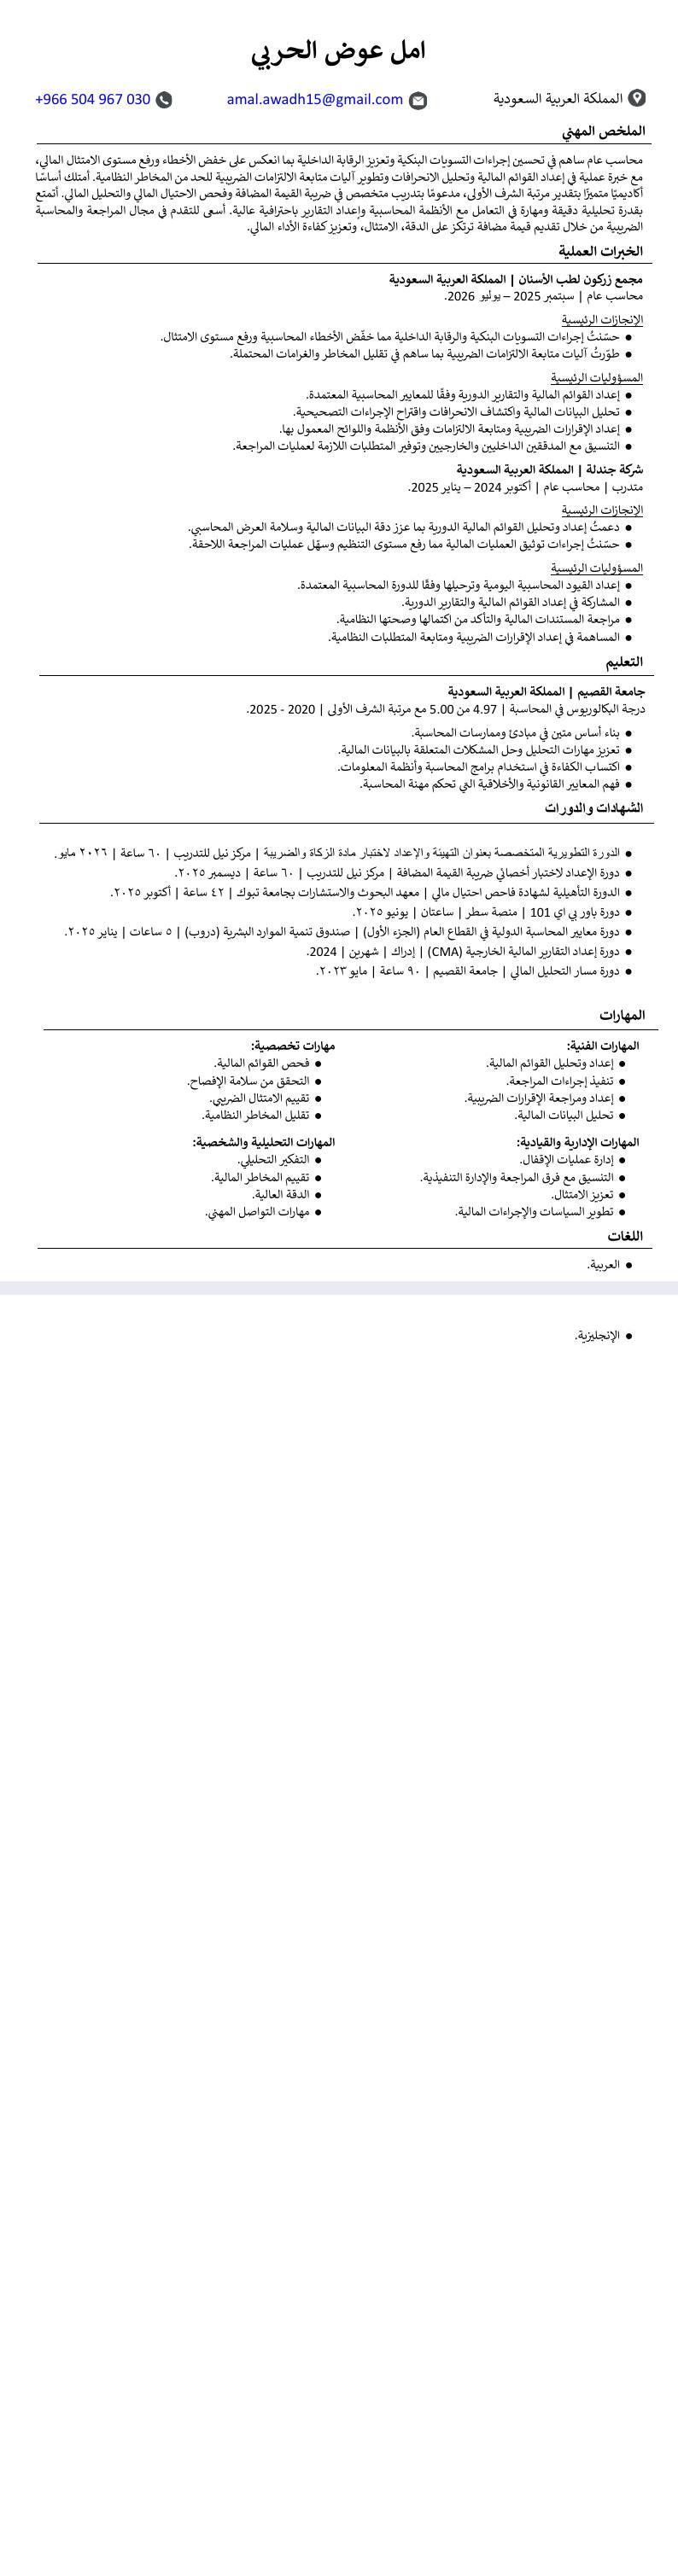 امل عوض الحربي
المملكة العربية السعودية amal.awadh15@gmail.com +966 504 967 030
الملخص المهني
محاسب عام ساهم في تحسين إجراءات التسويات البنكية وتعزيز الرقابة الداخلية بما انعكس على خفض الأخطاء ورفع مستوى الامتثال المالي،
مع خبرة عملية في إعداد القوائم المالية وتحليل الانحرافات وتطوير آليات متابعة الالتزامات الضريبية للحد من المخاطر النظامية. أمتلك أساسًا
أكاديميًا متميزًا بتقدير مرتبة الشرف الأولى، مدعومًا بتدريب متخصص في ضريبة القيمة المضافة وفحص الاحتيال المالي والتحليل المالي. أتمتع
بقدرة تحليلية دقيقة ومهارة في التعامل مع الأنظمة المحاسبية وإعداد التقارير باحترافية عالية. أسعى للتقدم في مجال المراجعة والمحاسبة
الضريبية من خلال تقديم قيمة مضافة ترتكز على الدقة، الامتثال، وتعزيز كفاءة الأداء المالي.
الخبرات العملية
مجمع زركون لطب الأسنان | المملكة العربية السعودية
محاسب عام | سبتمبر 2025 – يوليو 2026.
الإنجازات الرئيسية
● حسّنتُ إجراءات التسويات البنكية والرقابة الداخلية مما خفّض الأخطاء المحاسبية ورفع مستوى الامتثال.
● طوّرتُ آليات متابعة الالتزامات الضريبية بما ساهم في تقليل المخاطر والغرامات المحتملة.
المسؤوليات الرئيسية
● إعداد القوائم المالية والتقارير الدورية وفقًا للمعايير المحاسبية المعتمدة.
● تحليل البيانات المالية واكتشاف الانحرافات واقتراح الإجراءات التصحيحية.
● إعداد الإقرارات الضريبية ومتابعة الالتزامات وفق الأنظمة واللوائح المعمول بها.
● التنسيق مع المدققين الداخليين والخارجيين وتوفير المتطلبات اللازمة لعمليات المراجعة.
شركة جندلة | المملكة العربية السعودية
متدرب | محاسب عام | أكتوبر 2024 – يناير 2025.
الإنجازات الرئيسية
● دعمتُ إعداد وتحليل القوائم المالية الدورية بما عزز دقة البيانات المالية وسلامة العرض المحاسبي.
● حسّنتُ إجراءات توثيق العمليات المالية مما رفع مستوى التنظيم وسهّل عمليات المراجعة اللاحقة.
المسؤوليات الرئيسية
● إعداد القيود المحاسبية اليومية وترحيلها وفقًا للدورة المحاسبية المعتمدة.
● المشاركة في إعداد القوائم المالية والتقارير الدورية.
● مراجعة المستندات المالية والتأكد من اكتمالها وصحتها النظامية.
● المساهمة في إعداد الإقرارات الضريبية ومتابعة المتطلبات النظامية.
التعليم
جامعة القصيم | المملكة العربية السعودية
درجة البكالوريوس في المحاسبة | 4.97 من 5.00 مع مرتبة الشرف الأولى | 2020 - 2025.
● بناء أساس متين في مبادئ وممارسات المحاسبة.
● تعزيز مهارات التحليل وحل المشكلات المتعلقة بالبيانات المالية.
● اكتساب الكفاءة في استخدام برامج المحاسبة وأنظمة المعلومات.
● فهم المعايير القانونية والأخلاقية التي تحكم مهنة المحاسبة.
الشهادات والدورات
● الدورة التطويرية المتخصصة بعنوان التهيئة والإعداد لاختبار مادة الزكاة والضريبة | مركز نيل للتدريب | ٦٠ ساعة | ٢٠٢٦ مايو.
● دورة الإعداد لاختبار أخصائي ضريبة القيمة المضافة | مركز نيل للتدريب | ٦٠ ساعة | ديسمبر ٢٠٢٥.
● الدورة التأهيلية لشهادة فاحص احتيال مالي | معهد البحوث والاستشارات بجامعة تبوك | ٤٢ ساعة | أكتوبر ٢٠٢٥.
● دورة باور بي اي 101 | منصة سطر | ساعتان | يونيو ٢٠٢٥.
● دورة معايير المحاسبة الدولية في القطاع العام (الجزء الأول) | صندوق تنمية الموارد البشرية (دروب) | ٥ ساعات | يناير ٢٠٢٥.
● دورة إعداد التقارير المالية الخارجية (CMA) | إدراك | شهرين | 2024.
● دورة مسار التحليل المالي | جامعة القصيم | ٩٠ ساعة | مايو ٢٠٢٣.
المهارات
المهارات الفنية:
● إعداد وتحليل القوائم المالية.
● تنفيذ إجراءات المراجعة.
● إعداد ومراجعة الإقرارات الضريبية.
● تحليل البيانات المالية.
مهارات تخصصية:
● فحص القوائم المالية.
● التحقق من سلامة الإفصاح.
● تقييم الامتثال الضريبي.
● تقليل المخاطر النظامية.
المهارات الإدارية والقيادية:
● إدارة عمليات الإقفال.
● التنسيق مع فرق المراجعة والإدارة التنفيذية.
● تعزيز الامتثال.
● تطوير السياسات والإجراءات المالية.
المهارات التحليلية والشخصية:
● التفكير التحليلي.
● تقييم المخاطر المالية.
● الدقة العالية.
● مهارات التواصل المهني.
اللغات
● العربية.
● الإنجليزية.